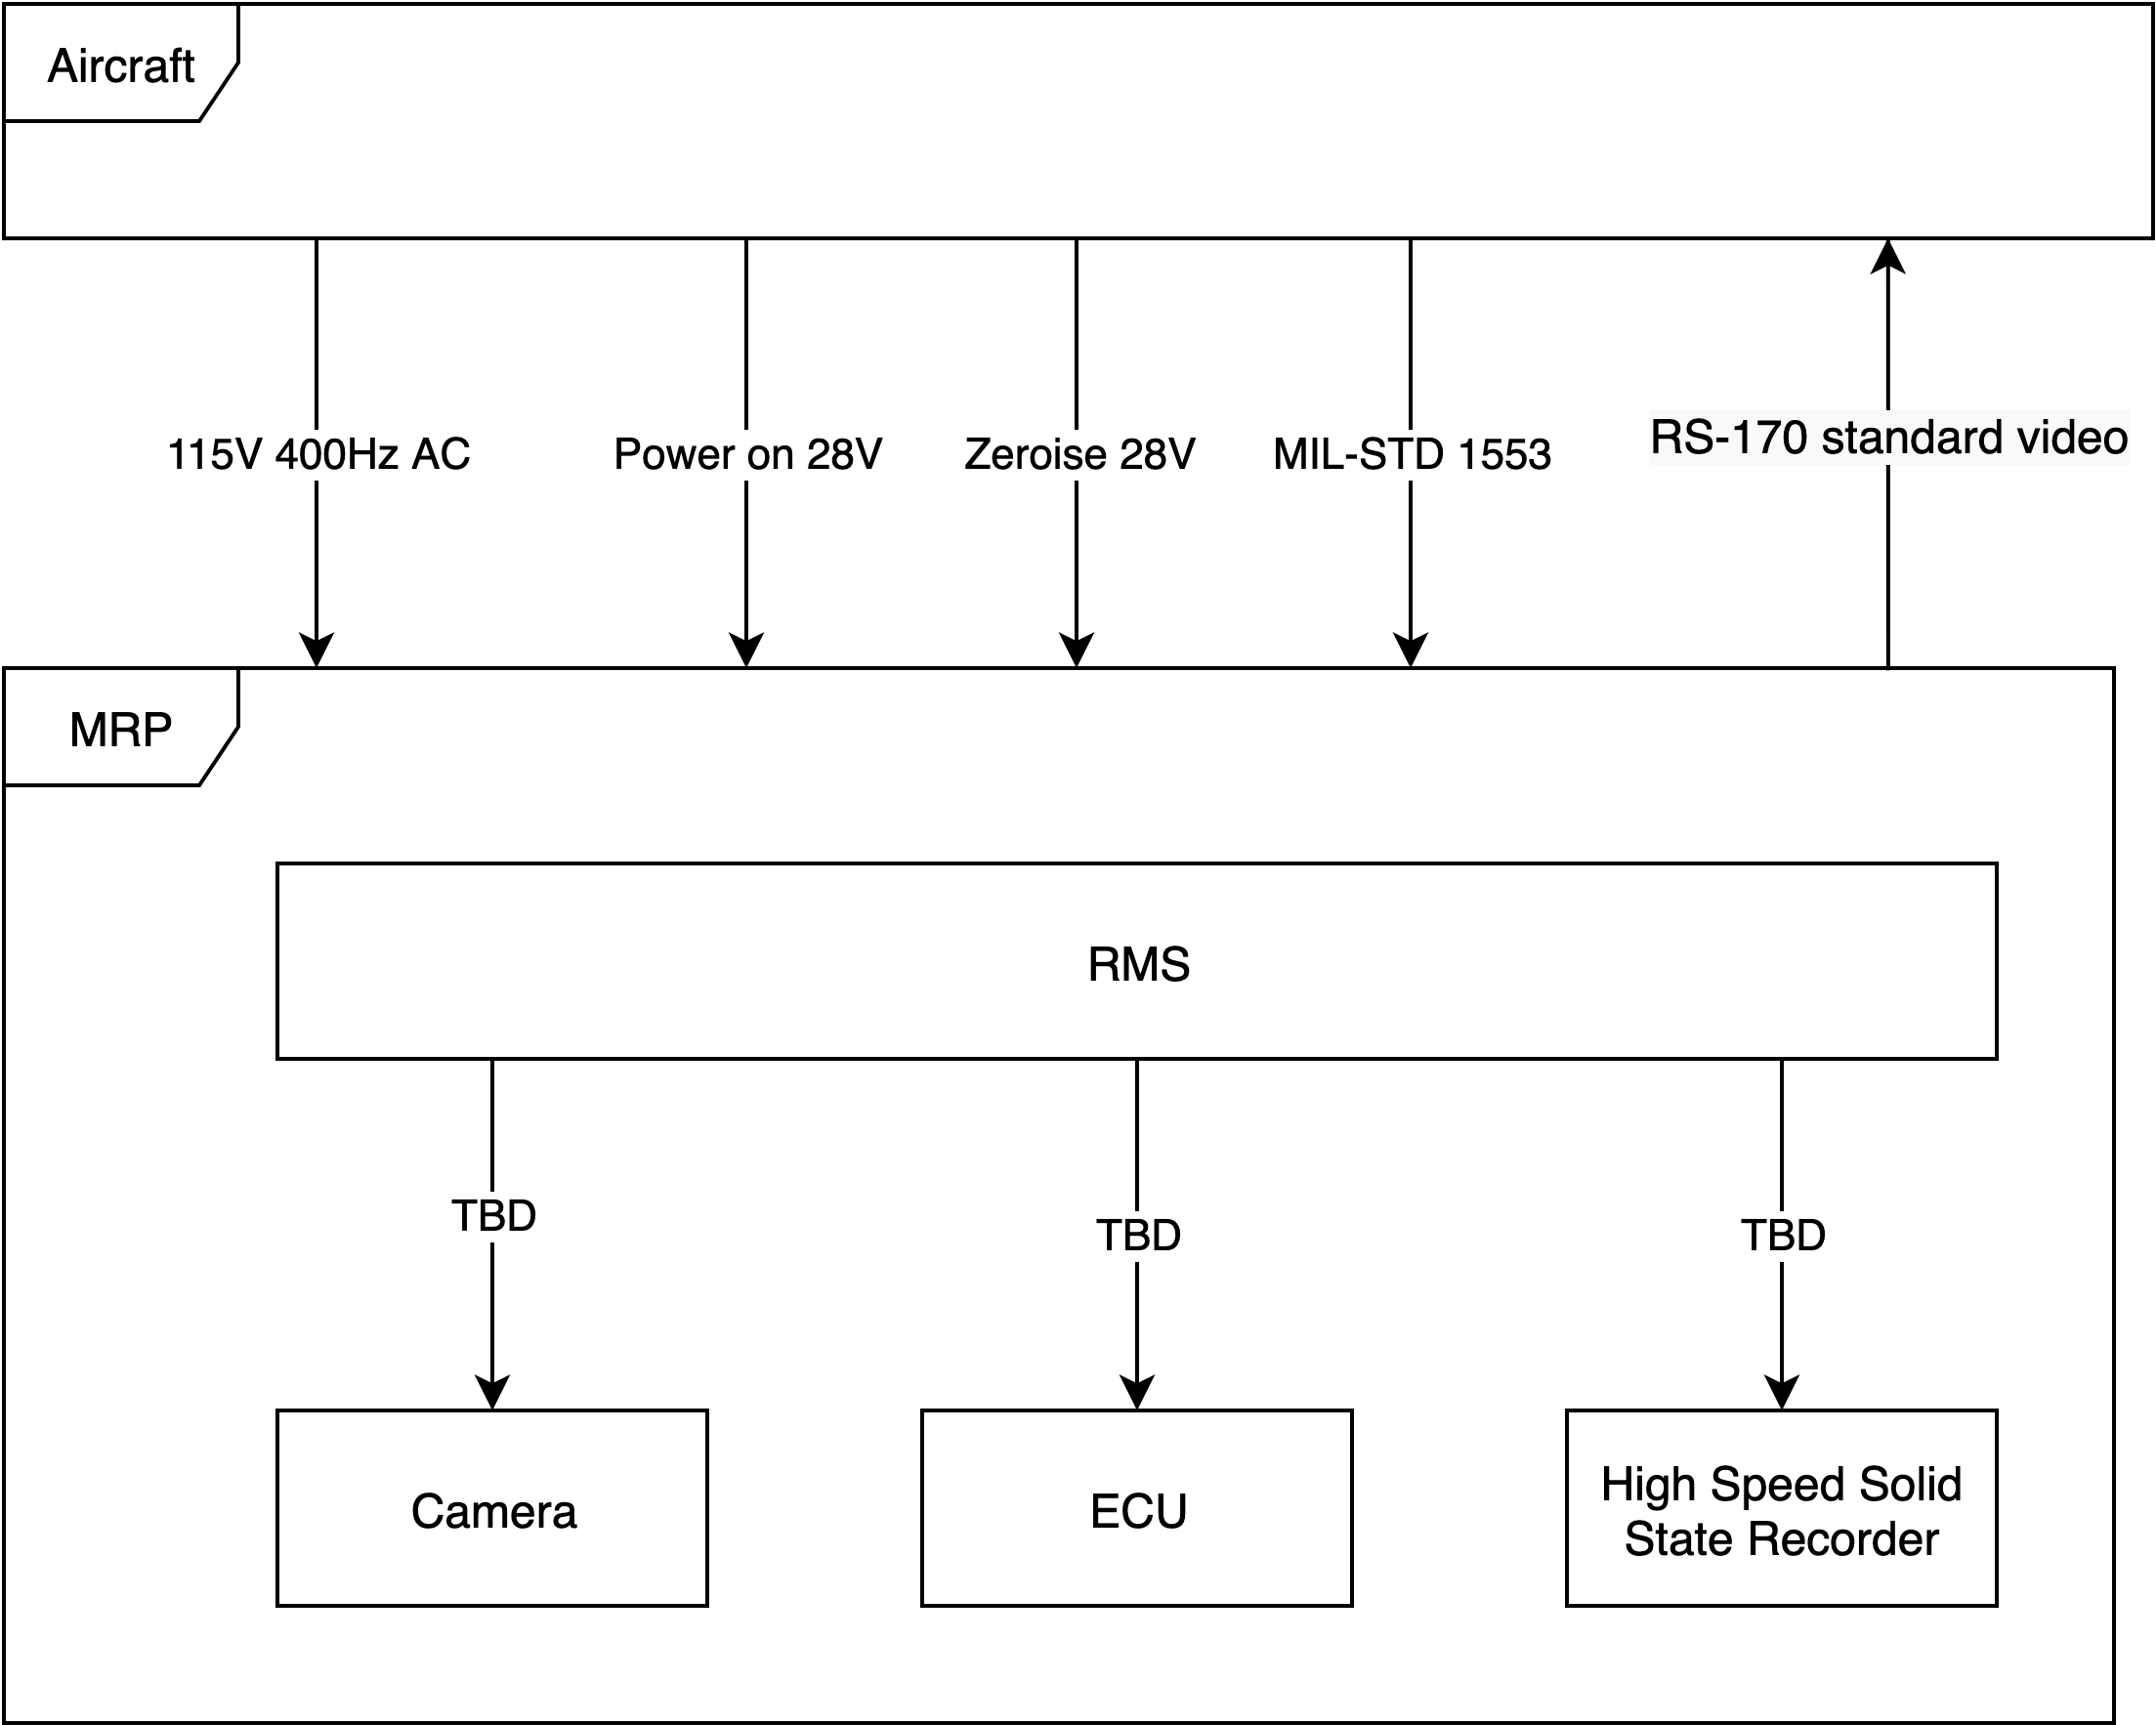 Aircraft
115V 400Hz AC
Power on 28V
Zeroise 28V
MIL-STD 1553
RS-170 standard video
MRP
RMS
TBD
TBD
TBD
Camera
ECU
High Speed Solid
State Recorder